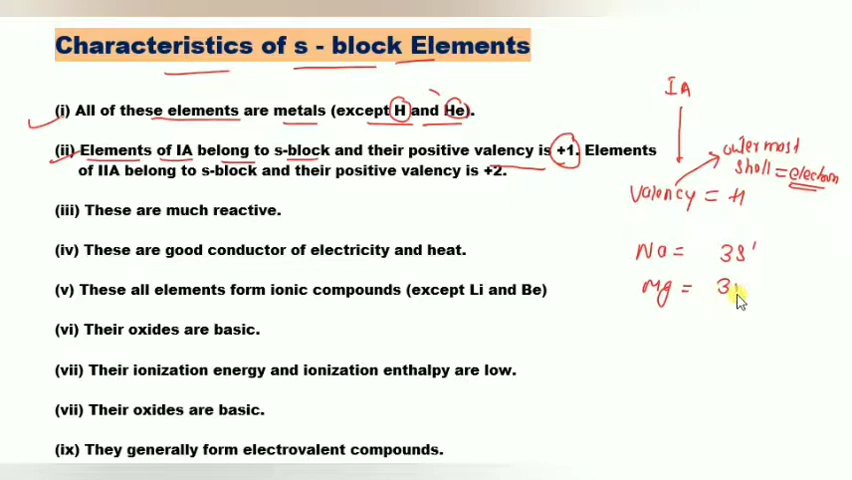 Characteristics of s - block Elements
(i) All of these elements are metals (except H and He).
(ii) Elements of IA belong to s-block and their positive valency is +1. Elements
of IIA belong to s-block and their positive valency is +2.
(iii) These are much reactive.
(iv) These are good conductor of electricity and heat.
(v) These all elements form ionic compounds (except Li and Be)
(vi) Their oxides are basic.
(vii) Their ionization energy and ionization enthalpy are low.
(vii) Their oxides are basic.
(ix) They generally form electrovalent compounds.
IA
outermost
shell = electron
Valency = +1
Na = 3s¹
Mg = 3